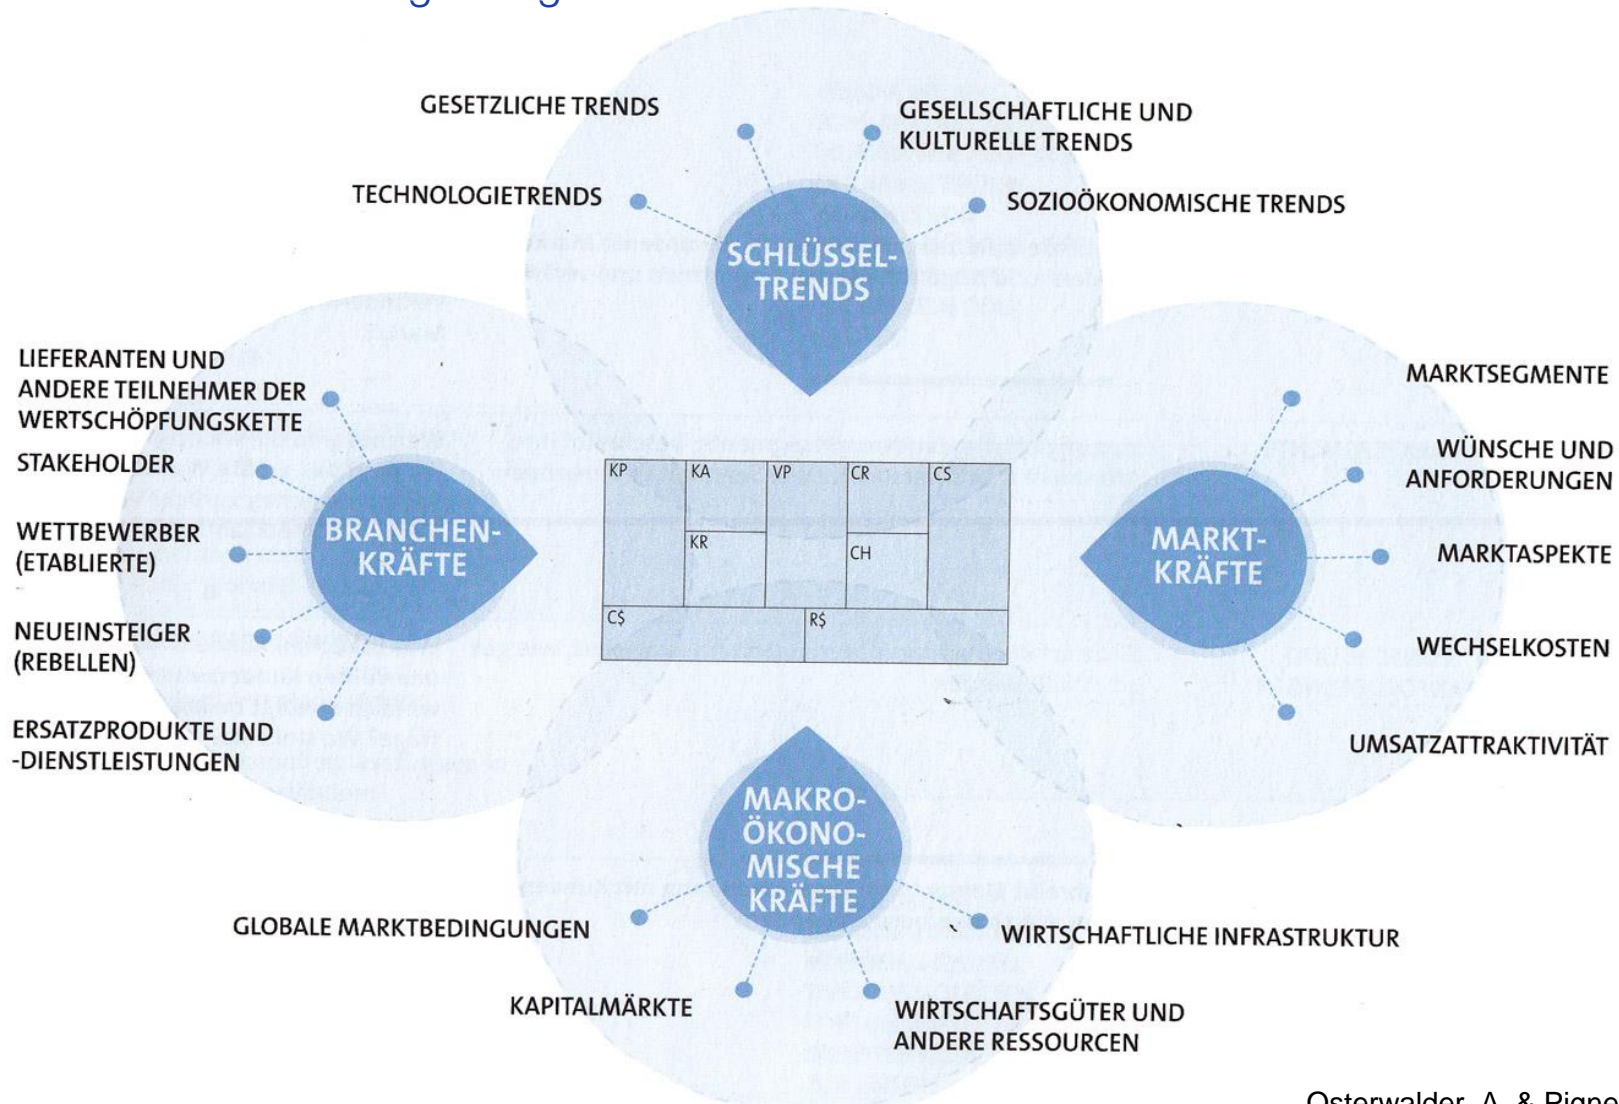 GESETZLICHE TRENDS
GESELLSCHAFTLICHE UND
KULTURELLE TRENDS
TECHNOLOGIETRENDS
SOZIOÖKONOMISCHE TRENDS
SCHLÜSSEL-
TRENDS
LIEFERANTEN UND
ANDERE TEILNEHMER DER
WERTSCHÖPFUNGSKETTE
STAKEHOLDER
WETTBEWERBER
(ETABLIERTE)
NEUEINSTEIGER
(REBELLEN)
ERSATZPRODUKTE UND
-DIENSTLEISTUNGEN
BRANCHEN-
KRÄFTE
KP
KA
VP
CR
CS
KR
CH
C$
R$
MARKT-
KRÄFTE
MARKTSEGMENTE
WÜNSCHE UND
ANFORDERUNGEN
MARKTASPEKTE
WECHSELKOSTEN
UMSATZATTRAKTIVITÄT
MAKRO-
ÖKONO-
MISCHE
KRÄFTE
GLOBALE MARKTBEDINGUNGEN
WIRTSCHAFTLICHE INFRASTRUKTUR
KAPITALMÄRKTE
WIRTSCHAFTSGÜTER UND
ANDERE RESSOURCEN
Osterwalder, A. &